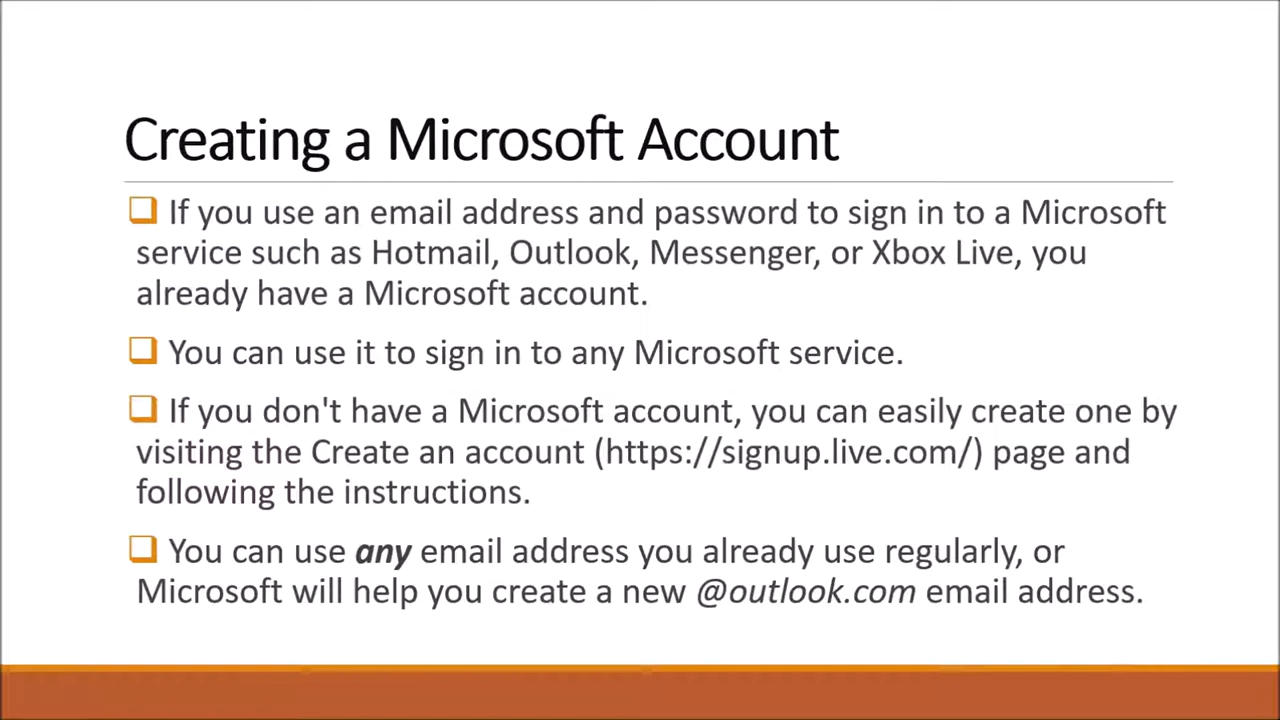 Creating a Microsoft Account
❑ If you use an email address and password to sign in to a Microsoft
service such as Hotmail, Outlook, Messenger, or Xbox Live, you
already have a Microsoft account.
❑ You can use it to sign in to any Microsoft service.
❑ If you don't have a Microsoft account, you can easily create one by
visiting the Create an account (https://signup.live.com/) page and
following the instructions.
❑ You can use any email address you already use regularly, or
Microsoft will help you create a new @outlook.com email address.